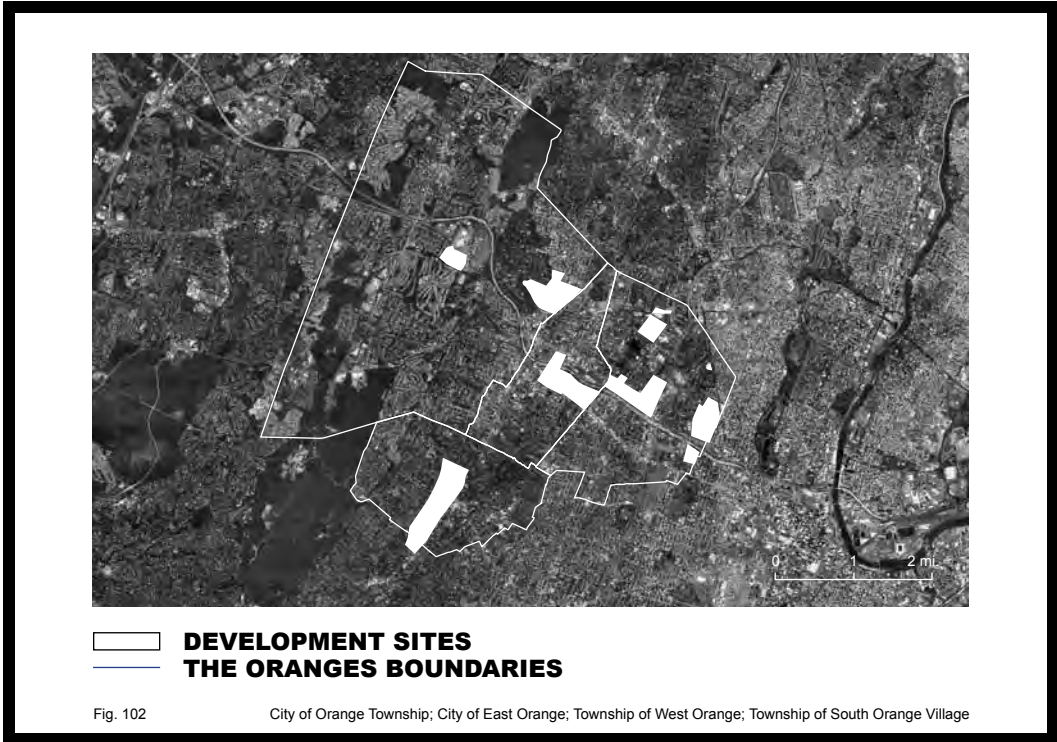 0 1 2 mi.
DEVELOPMENT SITES
THE ORANGES BOUNDARIES
Fig. 102 City of Orange Township; City of East Orange; Township of West Orange; Township of South Orange Village